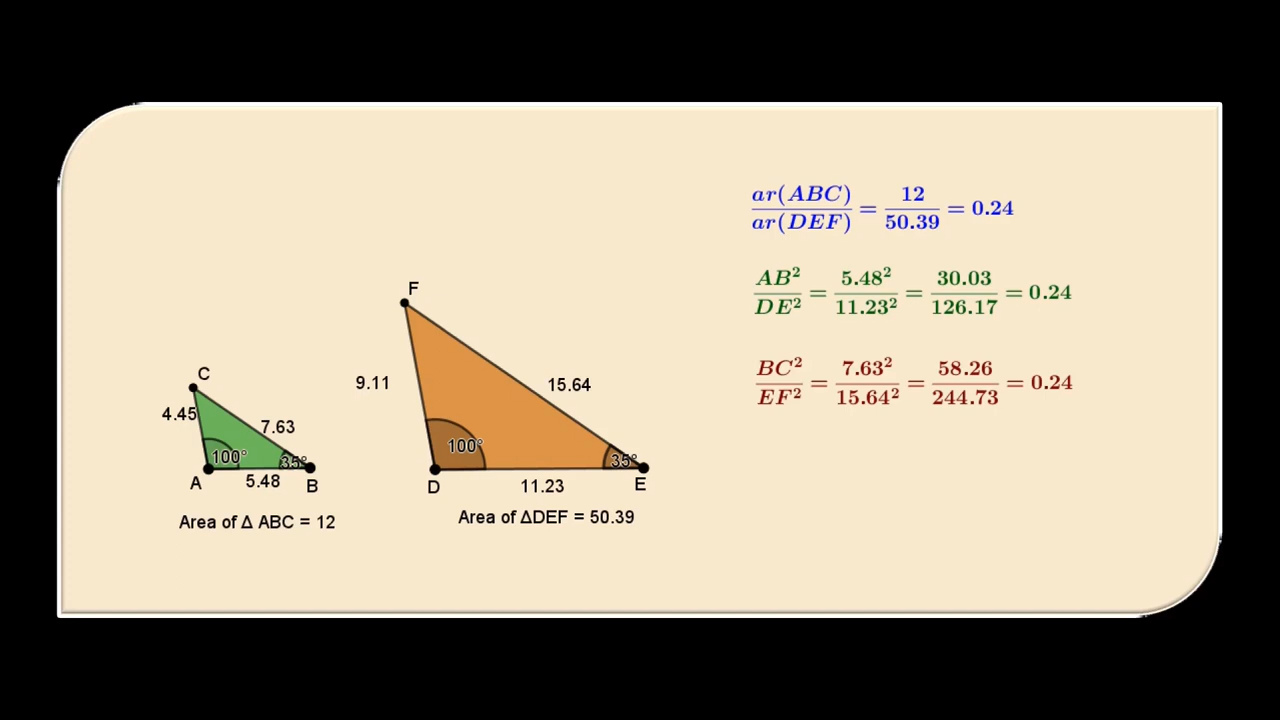 F
9.11
15.64
100°
35°
D
11.23
E
Area of ΔDEF = 50.39
C
4.45
7.63
100°
35°
A
5.48
B
Area of Δ ABC = 12
ar(ABC)/ar(DEF) = 12/50.39 = 0.24
AB²/DE² = 5.48²/11.23² = 30.03/126.17 = 0.24
BC²/EF² = 7.63²/15.64² = 58.26/244.73 = 0.24